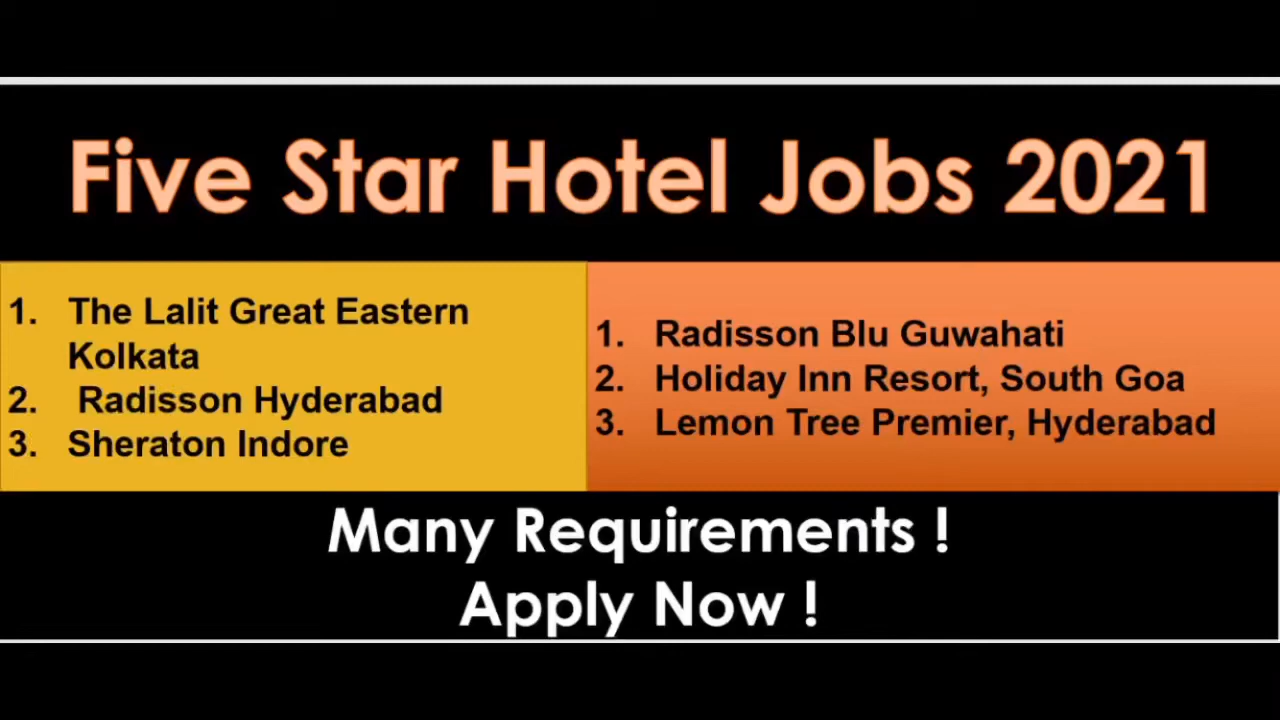 Five Star Hotel Jobs 2021
1. The Lalit Great Eastern
Kolkata
2. Radisson Hyderabad
3. Sheraton Indore
1. Radisson Blu Guwahati
2. Holiday Inn Resort, South Goa
3. Lemon Tree Premier, Hyderabad
Many Requirements !
Apply Now !